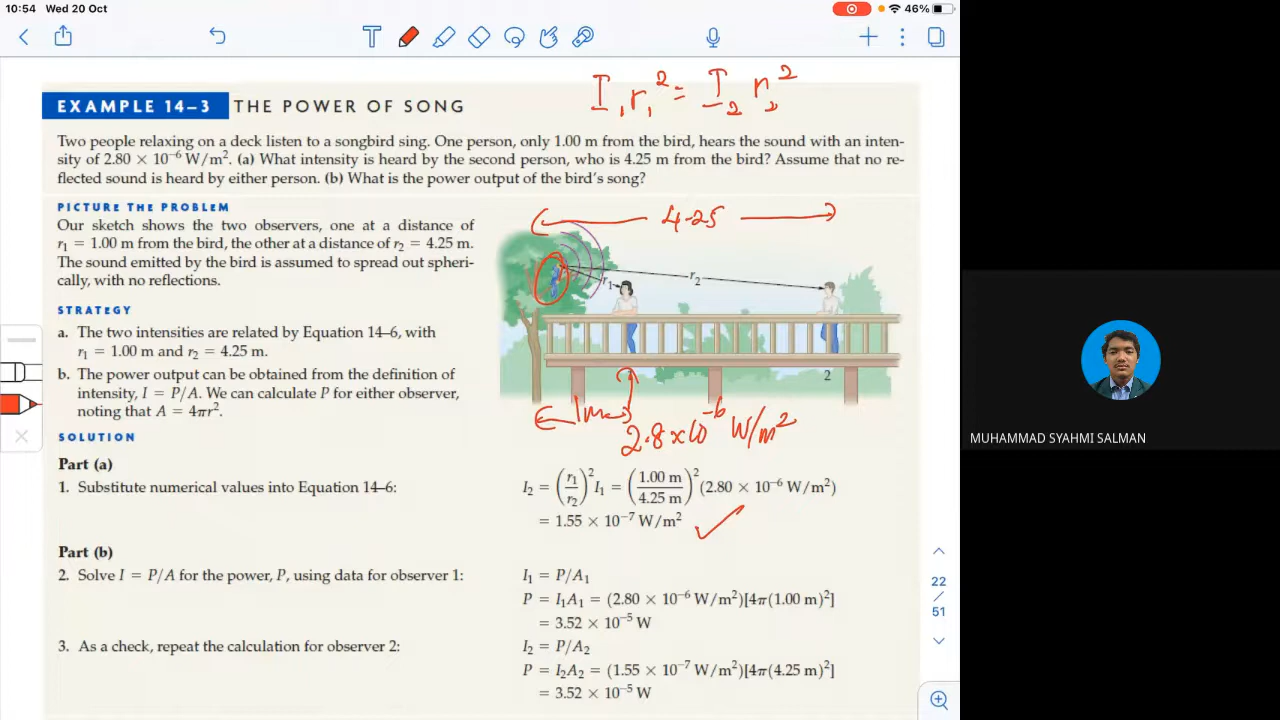 10:54 Wed 20 Oct
46%
I₁r₁² = I₂ r₂²
EXAMPLE 14–3 THE POWER OF SONG
Two people relaxing on a deck listen to a songbird sing. One person, only 1.00 m from the bird, hears the sound with an inten-
sity of 2.80 × 10⁻⁶ W/m². (a) What intensity is heard by the second person, who is 4.25 m from the bird? Assume that no re-
flected sound is heard by either person. (b) What is the power output of the bird's song?
PICTURE THE PROBLEM
Our sketch shows the two observers, one at a distance of
r₁ = 1.00 m from the bird, the other at a distance of r₂ = 4.25 m.
The sound emitted by the bird is assumed to spread out spheri-
cally, with no reflections.
STRATEGY
a. The two intensities are related by Equation 14–6, with
r₁ = 1.00 m and r₂ = 4.25 m.
b. The power output can be obtained from the definition of
intensity, I = P/A. We can calculate P for either observer,
noting that A = 4πr².
4.25
r₁
r₂
2
1m
2.8 × 10⁻⁶ W/m²
SOLUTION
Part (a)
1. Substitute numerical values into Equation 14–6:
I₂ = (r₁/r₂)² I₁ = (1.00 m/4.25 m)² (2.80 × 10⁻⁶ W/m²)
= 1.55 × 10⁻⁷ W/m²
Part (b)
2. Solve I = P/A for the power, P, using data for observer 1:
I₁ = P/A₁
P = I₁A₁ = (2.80 × 10⁻⁶ W/m²)[4π(1.00 m)²]
= 3.52 × 10⁻⁵ W
3. As a check, repeat the calculation for observer 2:
I₂ = P/A₂
P = I₂A₂ = (1.55 × 10⁻⁷ W/m²)[4π(4.25 m)²]
= 3.52 × 10⁻⁵ W
22
/
51
MUHAMMAD SYAHMI SALMAN